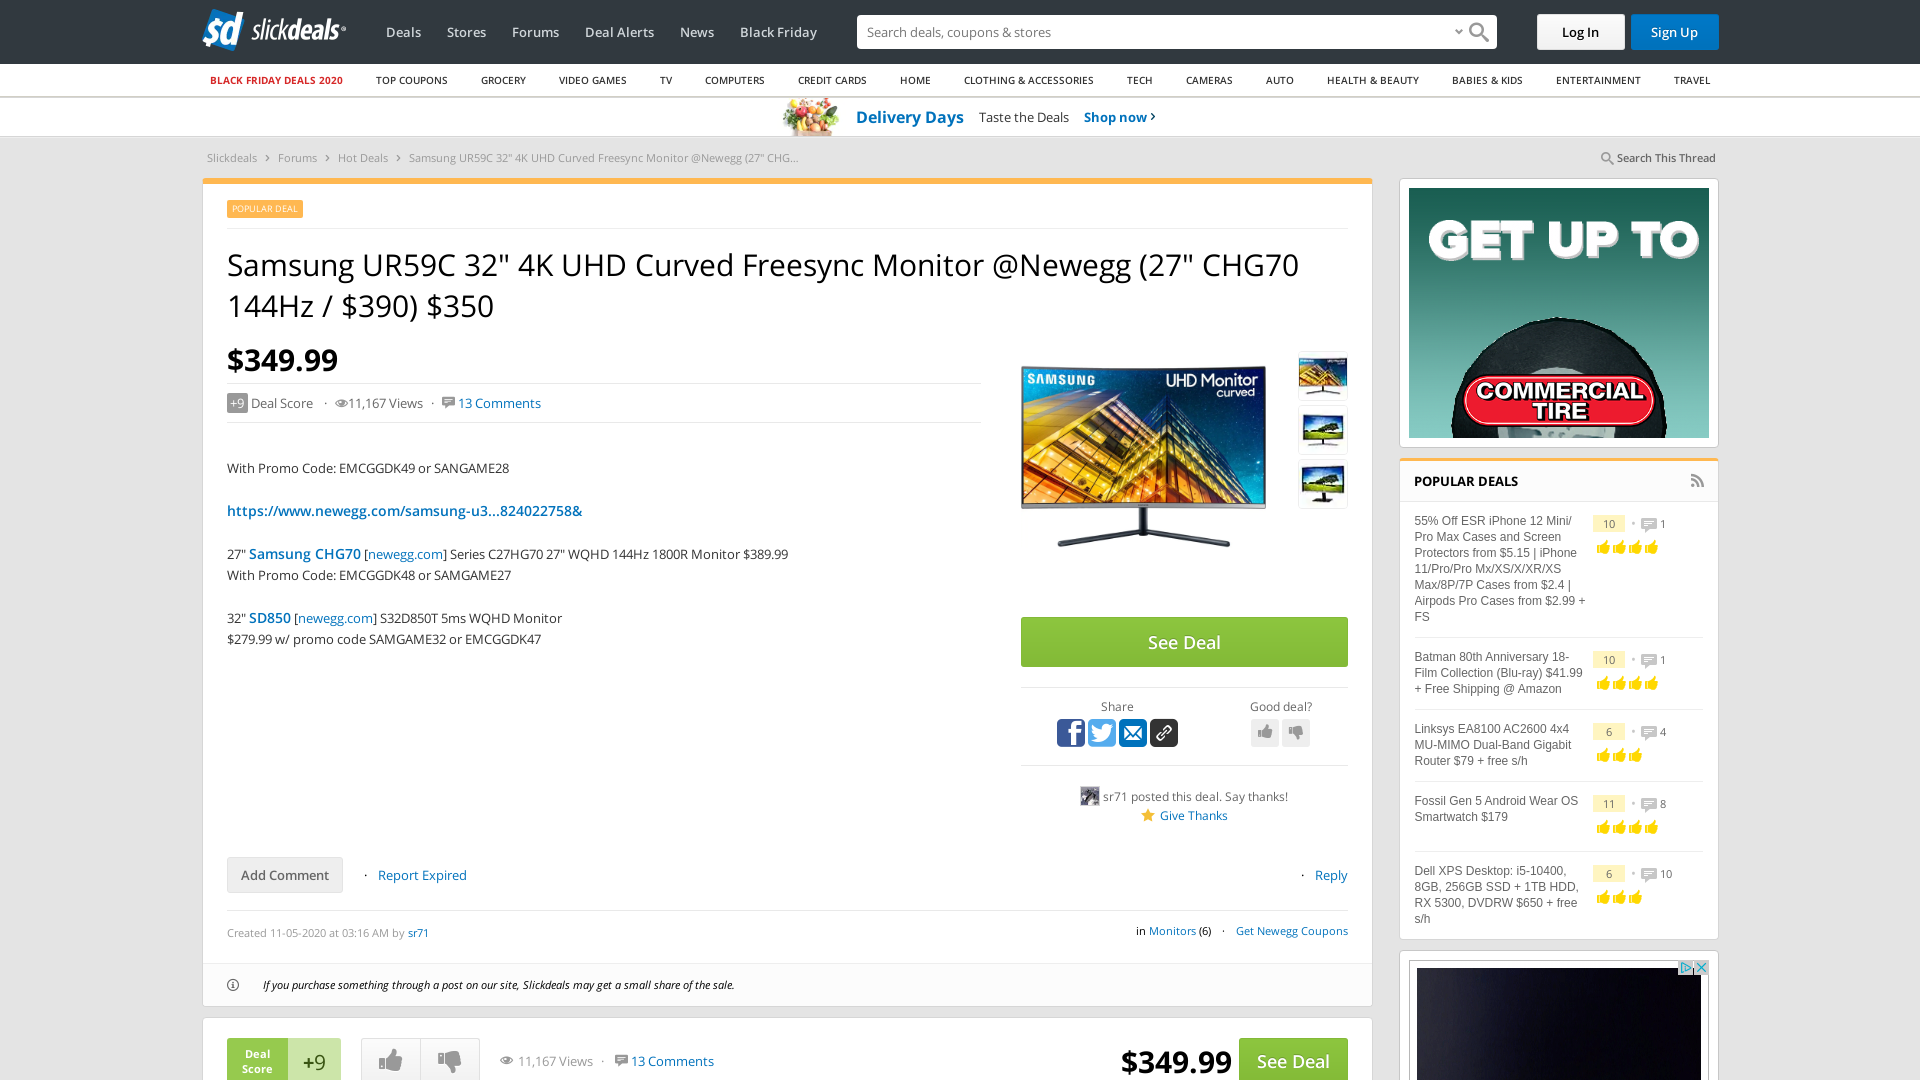 sd slickdeals
Deals Stores Forums Deal Alerts News Black Friday
Search deals, coupons & shops
Log In
Sign Up
BLACK FRIDAY DEALS 2020 TOP COUPONS GROCERY VIDEO GAMES TV COMPUTERS CREDIT CARDS HOME CLOTHING & ACCESSORIES TECH CAMERAS AUTO HEALTH & BEAUTY BABIES & KIDS ENTERTAINMENT TRAVEL
Delivery Days Taste the Deals Shop now ›
Slickdeals › Forums › Hot Deals › Samsung UR59C 32" 4K UHD Curved Freesync Monitor @Newegg (27" CHG...
Search This Thread
POPULAR DEAL
Samsung UR59C 32" 4K UHD Curved Freesync Monitor @Newegg (27" CHG70
144Hz / $390) $350
$349.99
+9 Deal Score · 11,167 Views · 13 Comments
With Promo Code: EMCGGDK49 or SANGAME28
https://www.newegg.com/samsung-u3...824022758&
27" Samsung CHG70 [newegg.com] Series C27HG70 27" WQHD 144Hz 1800R Monitor $389.99
With Promo Code: EMCGGDK48 or SAMGAME27
32" SD850 [newegg.com] S32D850T 5ms WQHD Monitor
$279.99 w/ promo code SAMGAME32 or EMCGGDK47
SAMSUNG
UHD Monitor
curved
See Deal
Share
Good deal?
sr71 posted this deal. Say thanks!
Give Thanks
Add Comment
· Report Expired
· Reply
Created 11-05-2020 at 03:16 AM by sr71
in Monitors (6) · Get Newegg Coupons
If you purchase something through a post on our site, Slickdeals may get a small share of the sale.
Deal
Score
+9
11,167 Views · 13 Comments
$349.99
See Deal
GET UP TO
COMMERCIAL
TIRE
POPULAR DEALS
55% Off ESR iPhone 12 Mini/
Pro Max Cases and Screen
Protectors from $5.15 | iPhone
11/Pro/Pro Mx/XS/X/XR/XS
Max/8P/7P Cases from $2.4 |
Airpods Pro Cases from $2.99 +
FS
10 · 1
Batman 80th Anniversary 18-
Film Collection (Blu-ray) $41.99
+ Free Shipping @ Amazon
10 · 1
Linksys EA8100 AC2600 4x4
MU-MIMO Dual-Band Gigabit
Router $79 + free s/h
6 · 4
Fossil Gen 5 Android Wear OS
Smartwatch $179
11 · 8
Dell XPS Desktop: i5-10400,
8GB, 256GB SSD + 1TB HDD,
RX 5300, DVDRW $650 + free
s/h
6 · 10